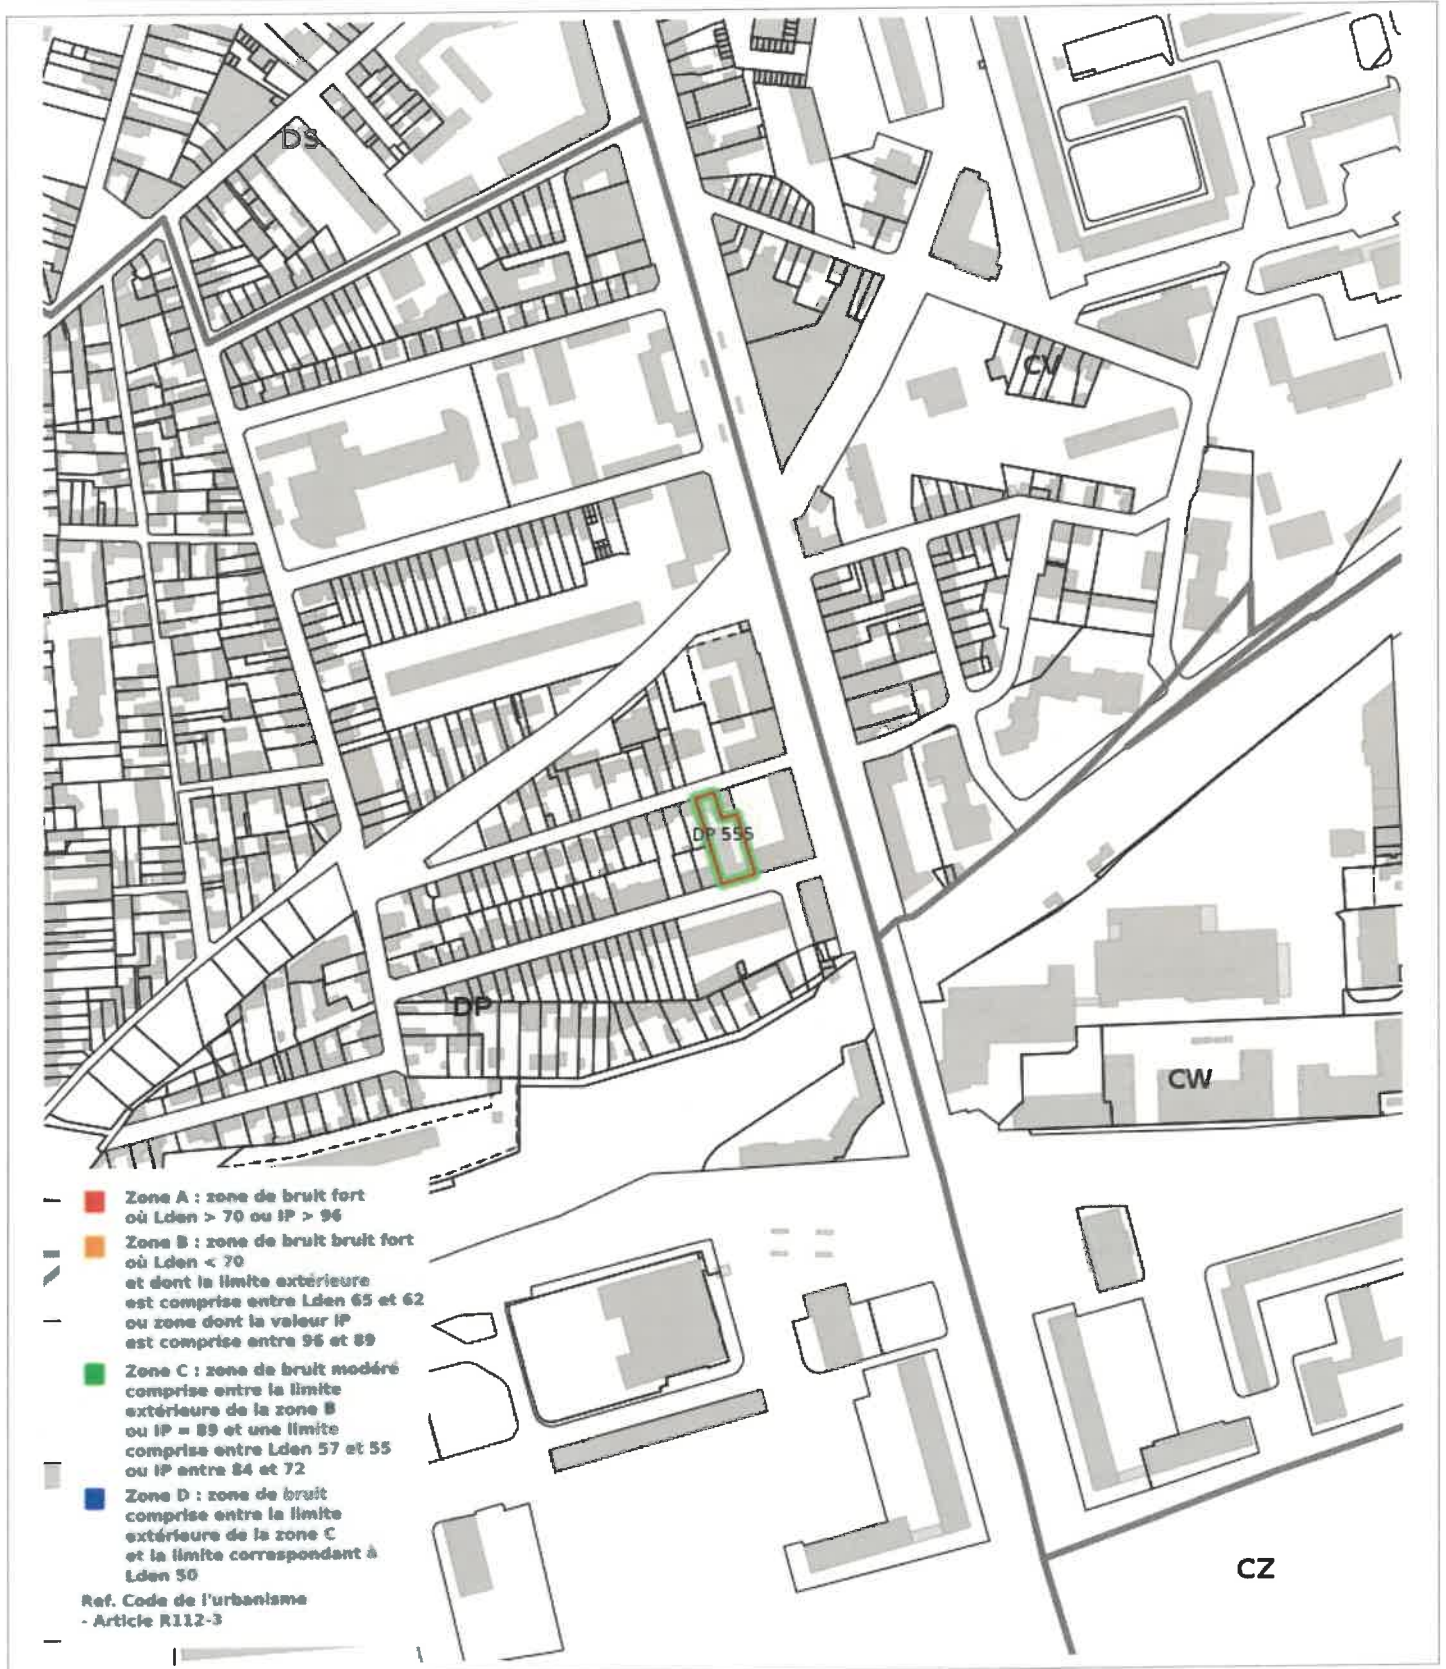 DS
CV
DP 555
DP
CW
Zone A : zone de bruit fort
où Lden > 70 ou IP > 96
Zone B : zone de bruit bruit fort
où Lden < 70
et dont la limite extérieure
est comprise entre Lden 65 et 62
ou zone dont la valeur IP
est comprise entre 96 et 89
Zone C : zone de bruit modéré
comprise entre la limite
extérieure de la zone B
ou IP = 89 et une limite
comprise entre Lden 57 et 55
ou IP entre 84 et 72
Zone D : zone de bruit
comprise entre la limite
extérieure de la zone C
et la limite correspondant à
Lden 50
Ref. Code de l'urbanisme
- Article R112-3
CZ